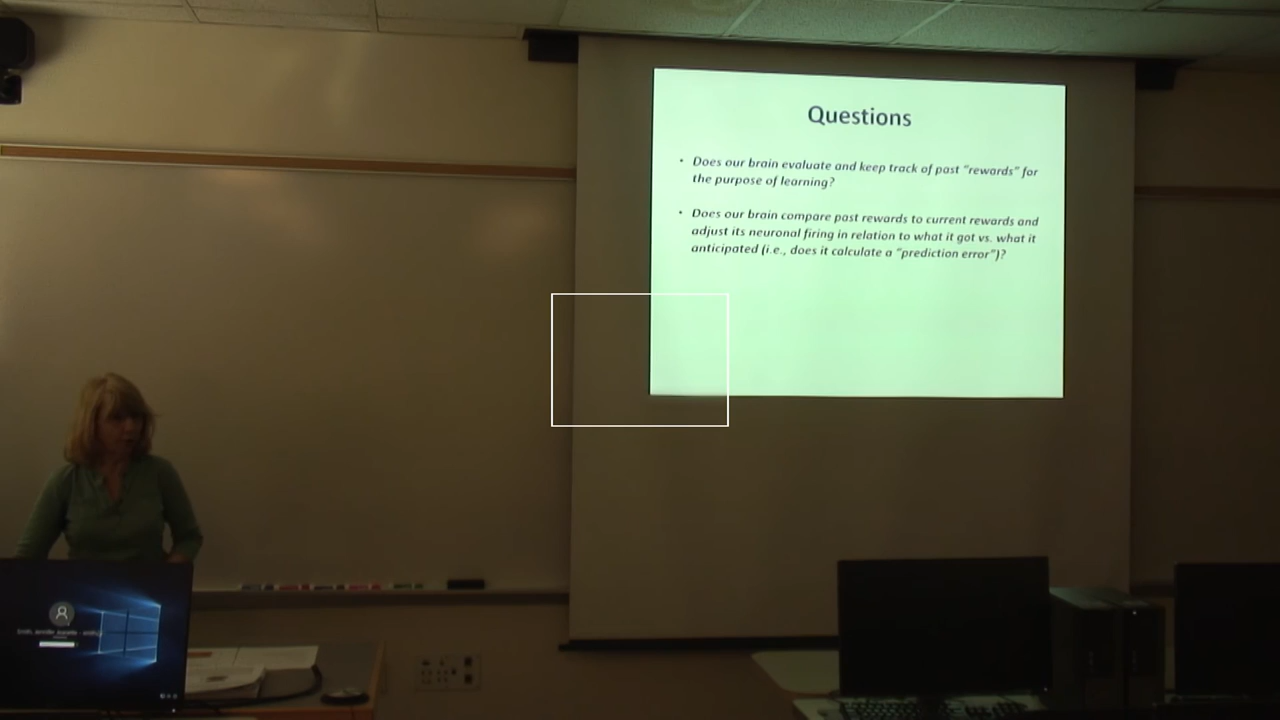 Questions
• Does our brain evaluate and keep track of past “rewards” for
the purpose of learning?
• Does our brain compare past rewards to current rewards and
adjust its neuronal firing in relation to what it got vs. what it
anticipated (i.e., does it calculate a “prediction error”)?